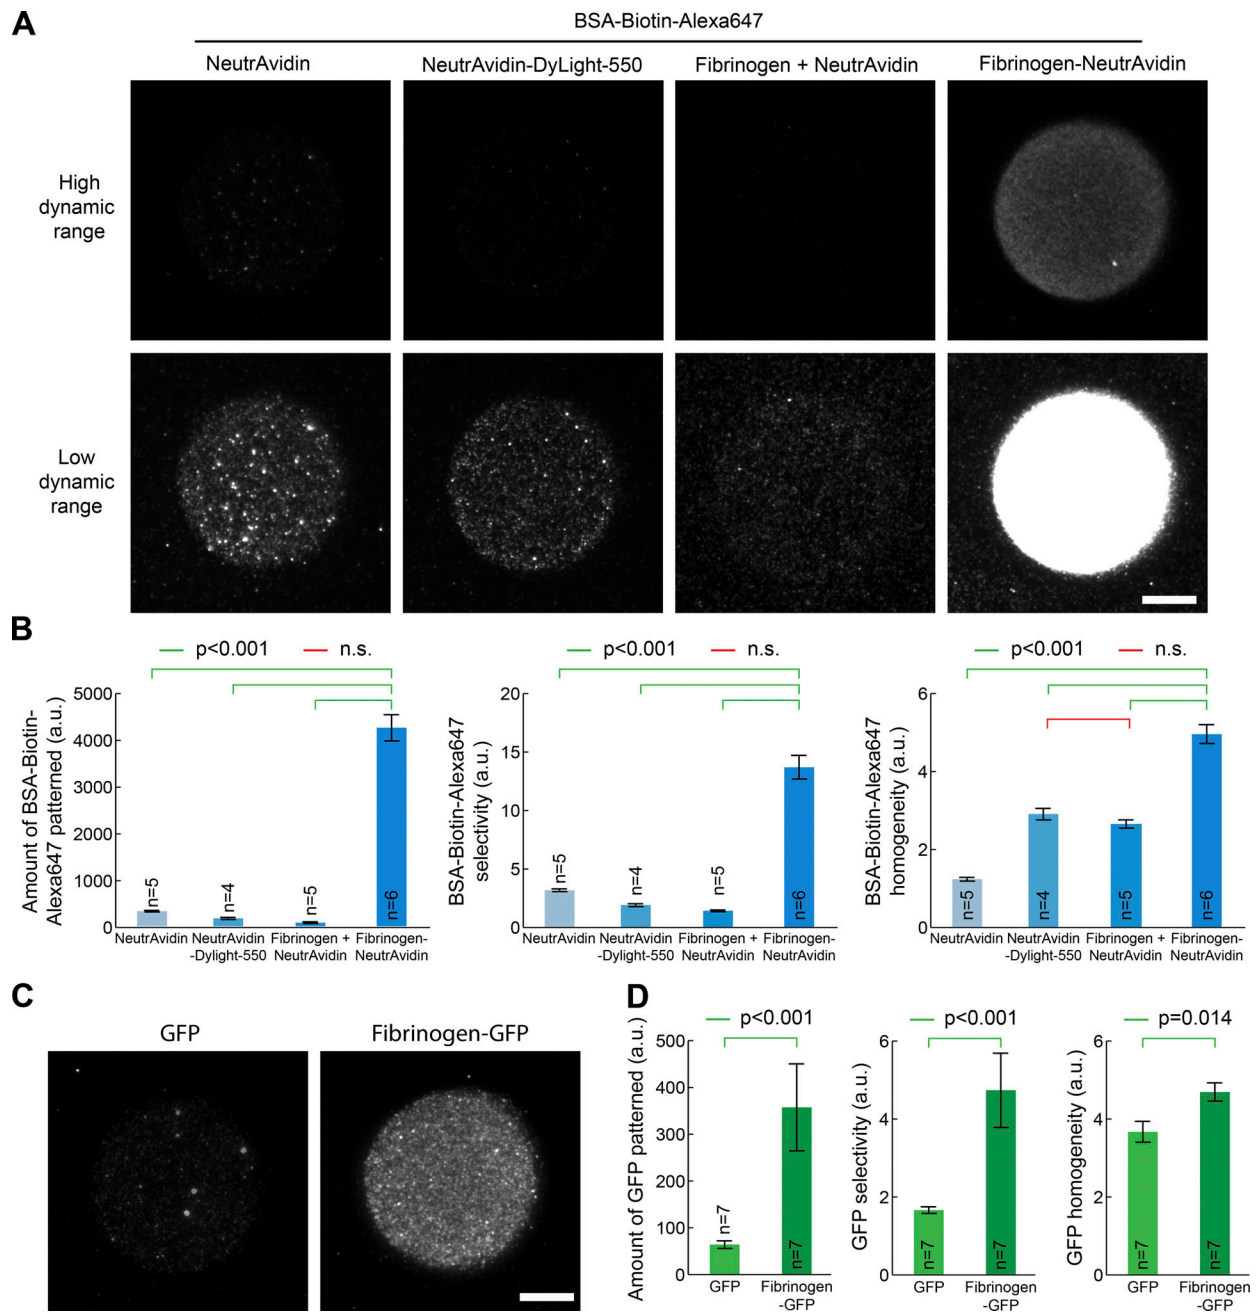 A
BSA-Biotin-Alexa647
NeutrAvidin
NeutrAvidin-DyLight-550
Fibrinogen + NeutrAvidin
Fibrinogen-NeutrAvidin
High
dynamic
range
Low
dynamic
range
B
p<0.001
n.s.
Amount of BSA-Biotin-
Alexa647 patterned (a.u.)
5000
4000
3000
2000
1000
0
n=5
n=4
n=5
n=6
NeutrAvidin
NeutrAvidin
-Dylight-550
Fibrinogen +
NeutrAvidin
Fibrinogen-
NeutrAvidin
p<0.001
n.s.
BSA-Biotin-Alexa647
selectivity (a.u.)
20
15
10
5
0
n=5
n=4
n=5
n=6
NeutrAvidin
NeutrAvidin
-Dylight-550
Fibrinogen +
NeutrAvidin
Fibrinogen-
NeutrAvidin
p<0.001
n.s.
BSA-Biotin-Alexa647
homogeneity (a.u.)
6
4
2
0
n=5
n=4
n=5
n=6
NeutrAvidin
NeutrAvidin
-Dylight-550
Fibrinogen +
NeutrAvidin
Fibrinogen-
NeutrAvidin
C
GFP
Fibrinogen-GFP
D
p<0.001
Amount of GFP patterned (a.u.)
500
400
300
200
100
0
n=7
n=7
GFP
Fibrinogen
-GFP
p<0.001
GFP selectivity (a.u.)
6
4
2
0
n=7
n=7
GFP
Fibrinogen
-GFP
p=0.014
GFP homogeneity (a.u.)
6
4
2
0
n=7
n=7
GFP
Fibrinogen
-GFP